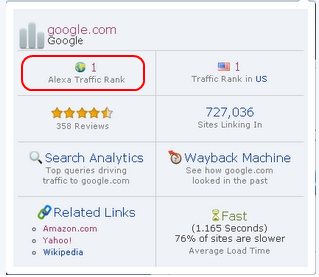 google.com
Google
1
Alexa Traffic Rank
1
Traffic Rank in US
358 Reviews
727,036
Sites Linking In
Search Analytics
Top queries driving
traffic to google.com
Wayback Machine
See how google.com
looked in the past
Related Links
Amazon.com
Yahoo!
Wikipedia
Fast
(1.165 Seconds)
76% of sites are slower
Average Load Time